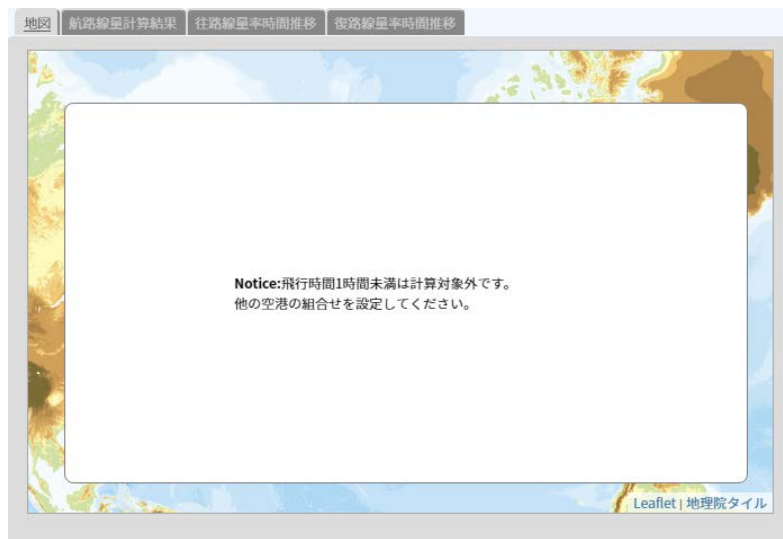 地図 航路線量計算結果 往路線量率時間推移 復路線量率時間推移
Notice:飛行時間1時間未満は計算対象外です。
他の空港の組合せを設定してください。
Leaflet | 地理院タイル